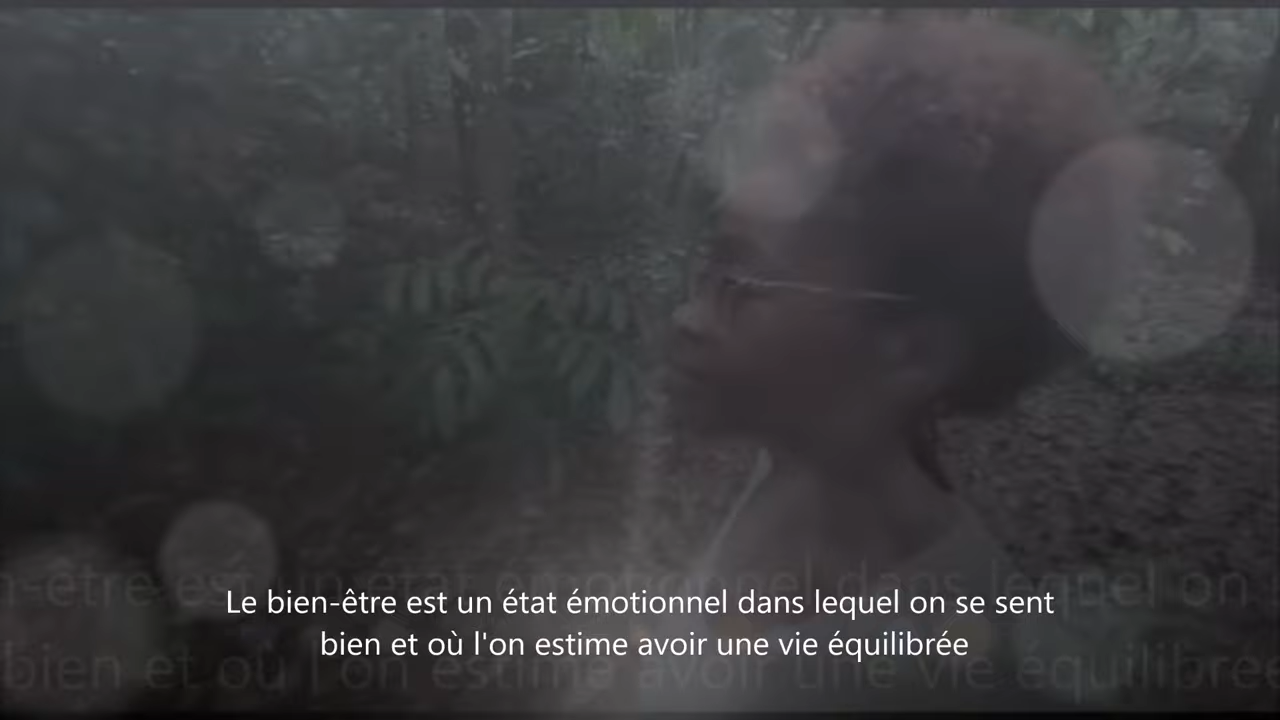 Le bien-être est un état émotionnel dans lequel on se sent
bien et où l'on estime avoir une vie équilibrée